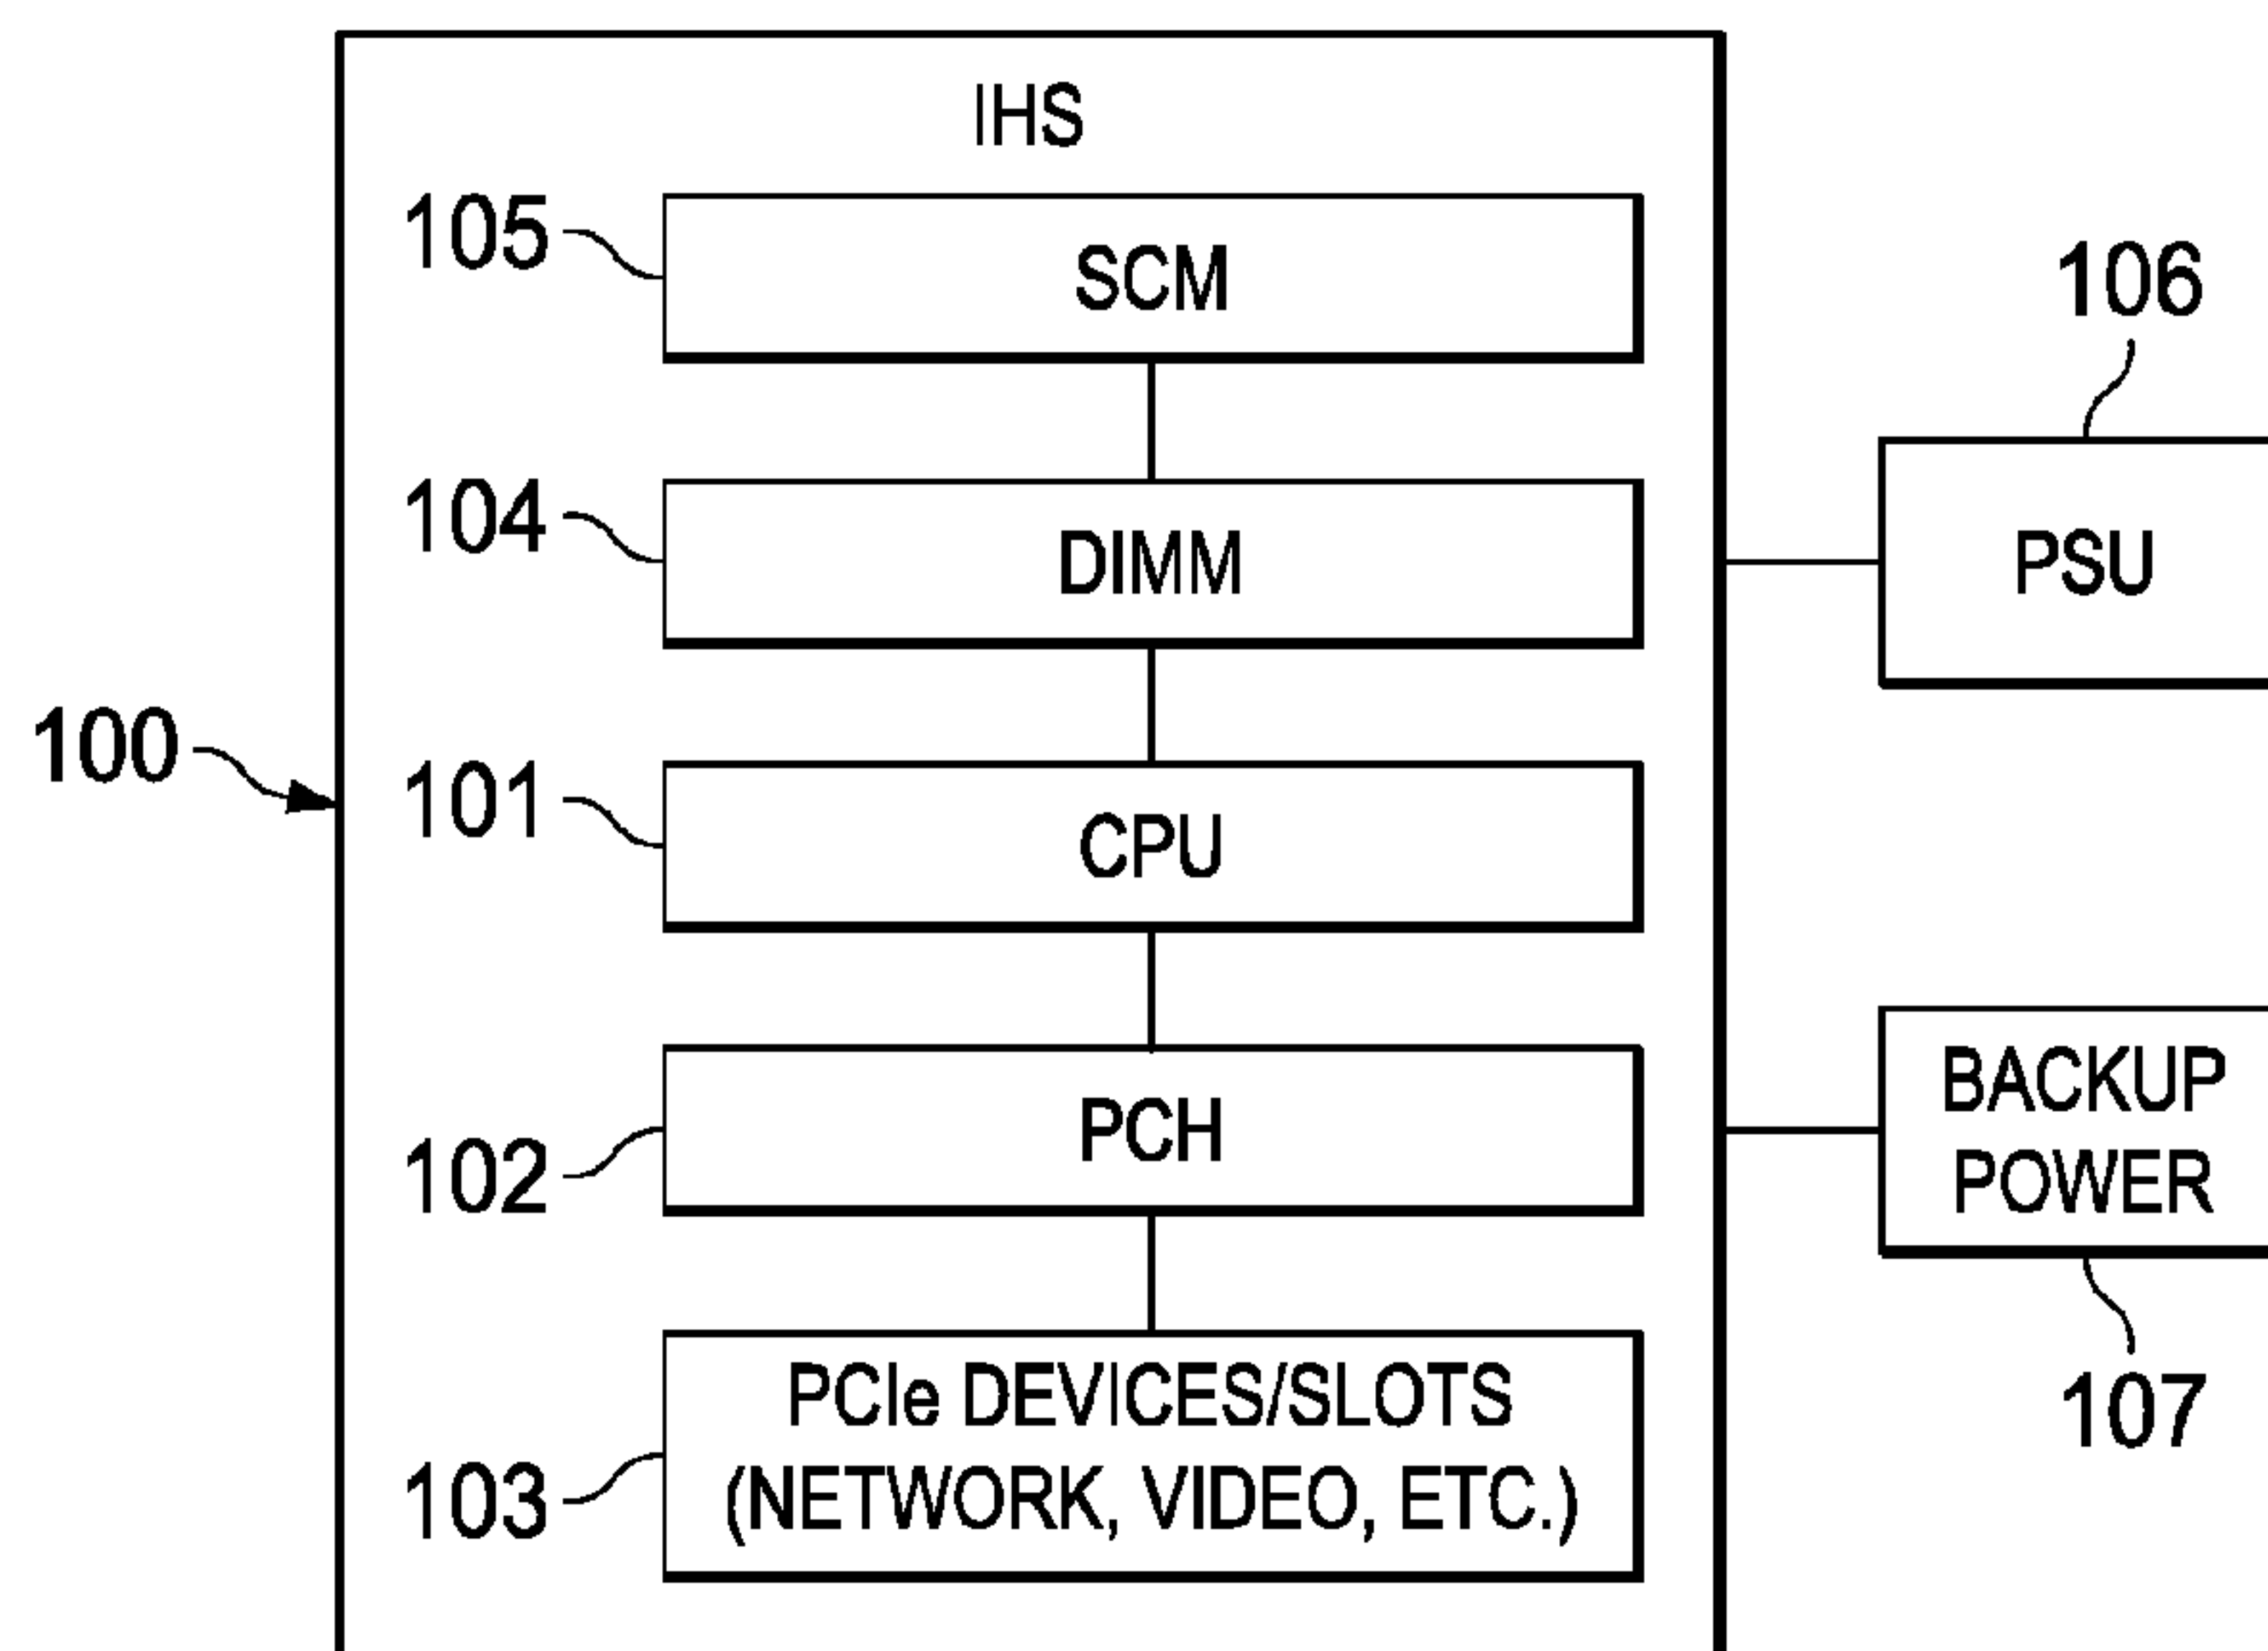 IHS
105
SCM
106
104
DIMM
PSU
100
101
CPU
BACKUP
POWER
102
PCH
107
103
PCIe DEVICES/SLOTS
(NETWORK, VIDEO, ETC.)